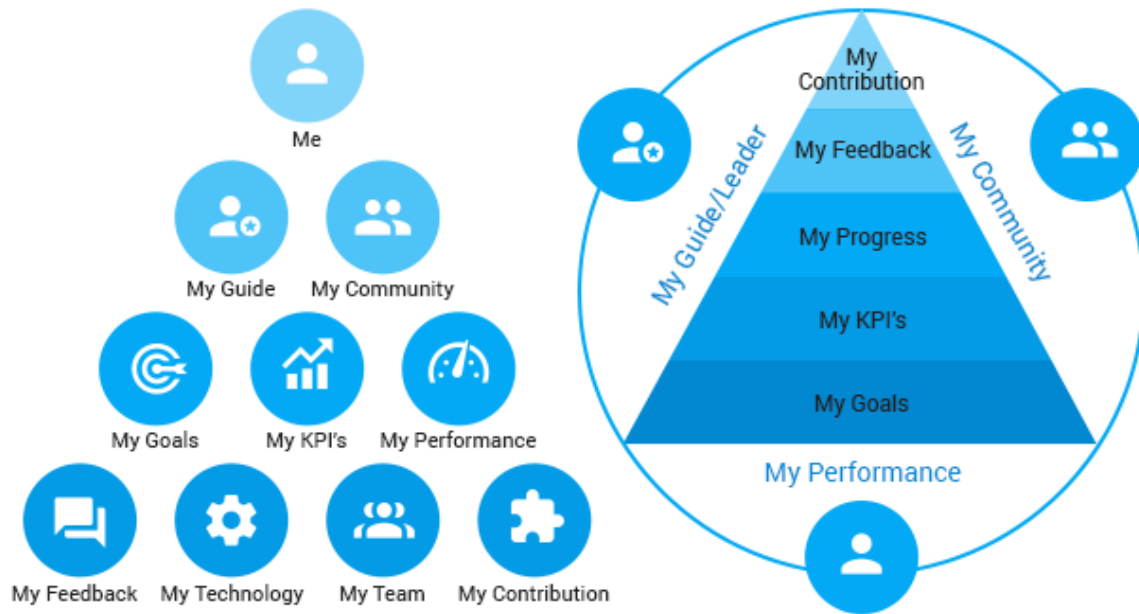 Me
My Guide
My Community
My Goals
My KPI's
My Performance
My Feedback
My Technology
My Team
My Contribution
My
Contribution
My Feedback
My Progress
My KPI's
My Goals
My Guide/Leader
My Community
My Performance